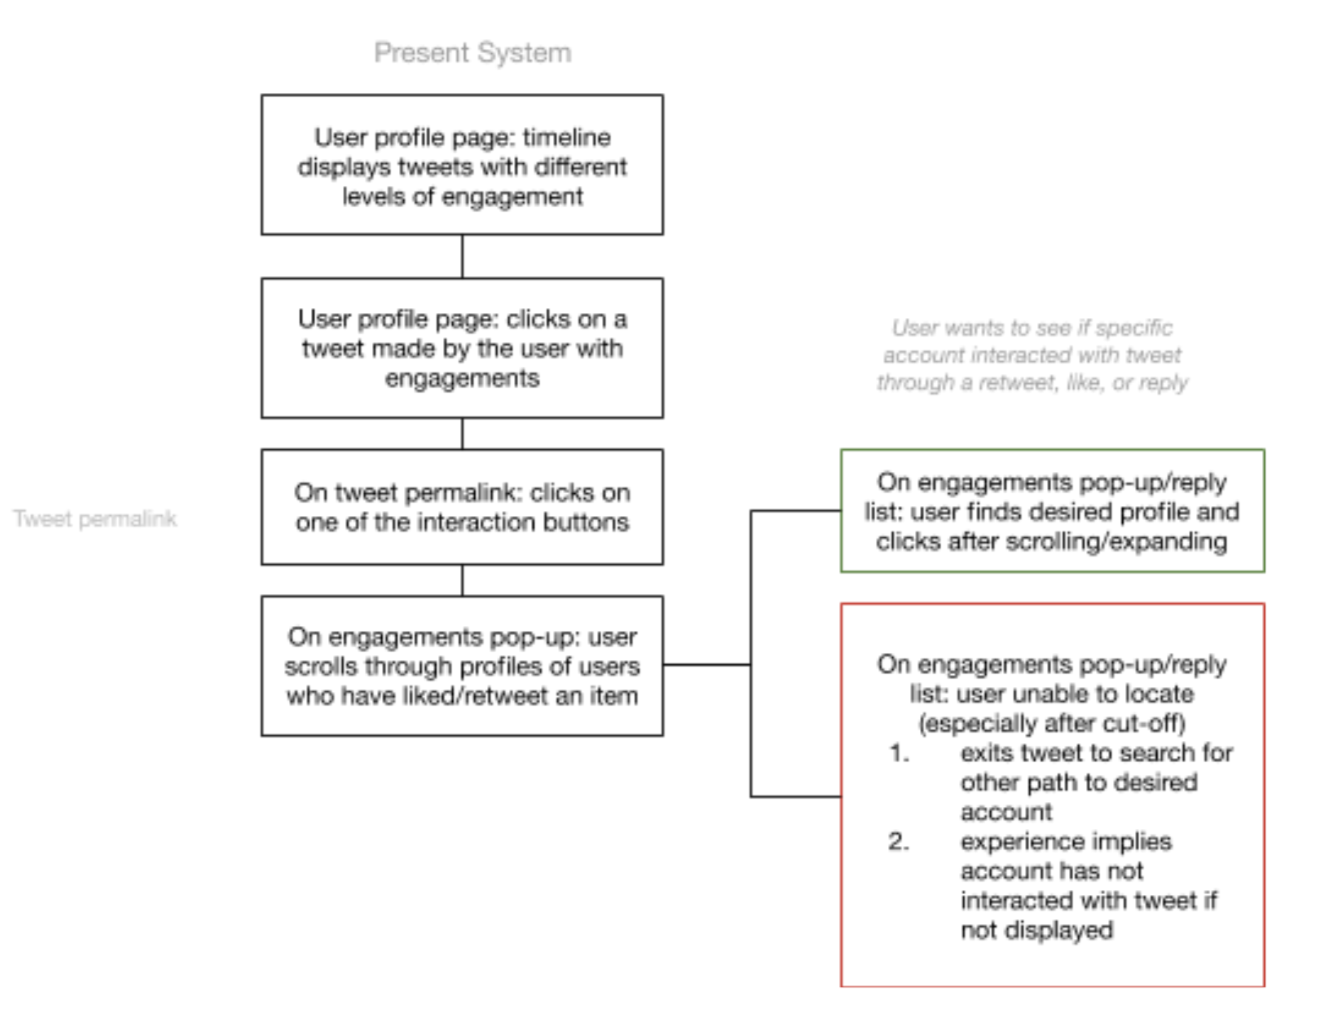 Present System
User profile page: timeline
displays tweets with different
levels of engagement
User profile page: clicks on a
tweet made by the user with
engagements
User wants to see if specific
account interacted with tweet
through a retweet, like, or reply
Tweet permalink
On tweet permalink: clicks on
one of the interaction buttons
On engagements pop-up/reply
list: user finds desired profile and
clicks after scrolling/expanding
On engagements pop-up: user
scrolls through profiles of users
who have liked/retweet an item
On engagements pop-up/reply
list: user unable to locate
(especially after cut-off)
1. exits tweet to search for
other path to desired
account
2. experience implies
account has not
interacted with tweet if
not displayed